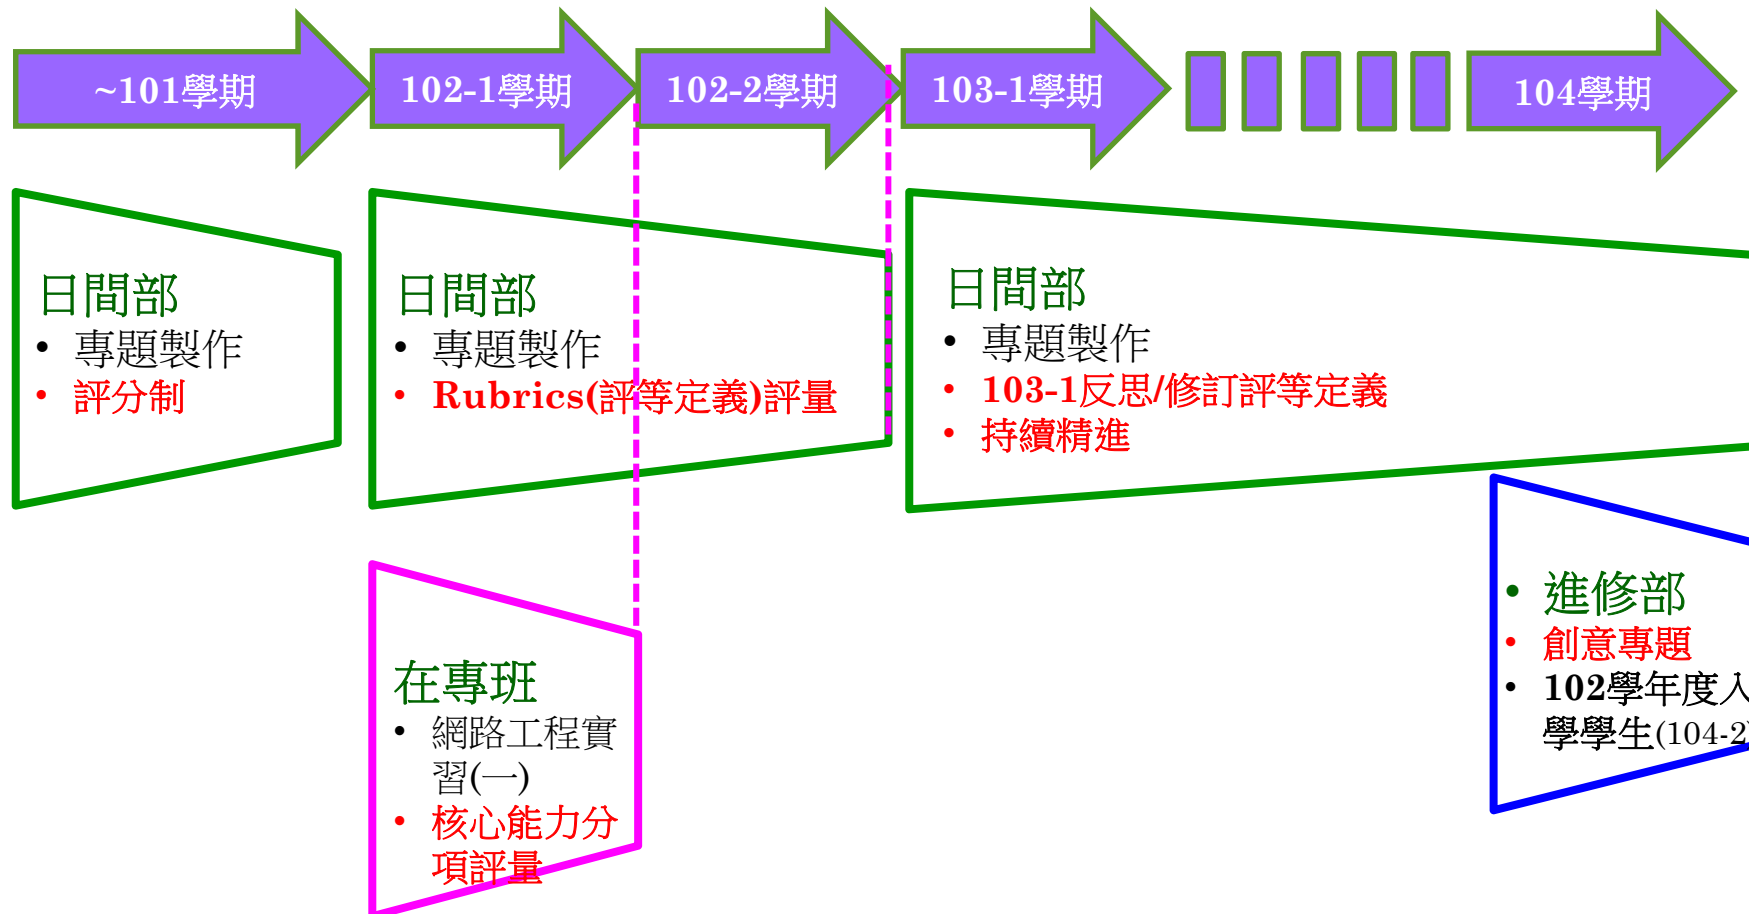 ~101學期
102-1學期
102-2學期
103-1學期
104學期
日間部
• 專題製作
• 評分制
日間部
• 專題製作
• Rubrics(評等定義)評量
日間部
• 專題製作
• 103-1反思/修訂評等定義
• 持續精進
在專班
• 網路工程實
習(一)
• 核心能力分
項評量
• 進修部
• 創意專題
• 102學年度入
學學生(104-2)